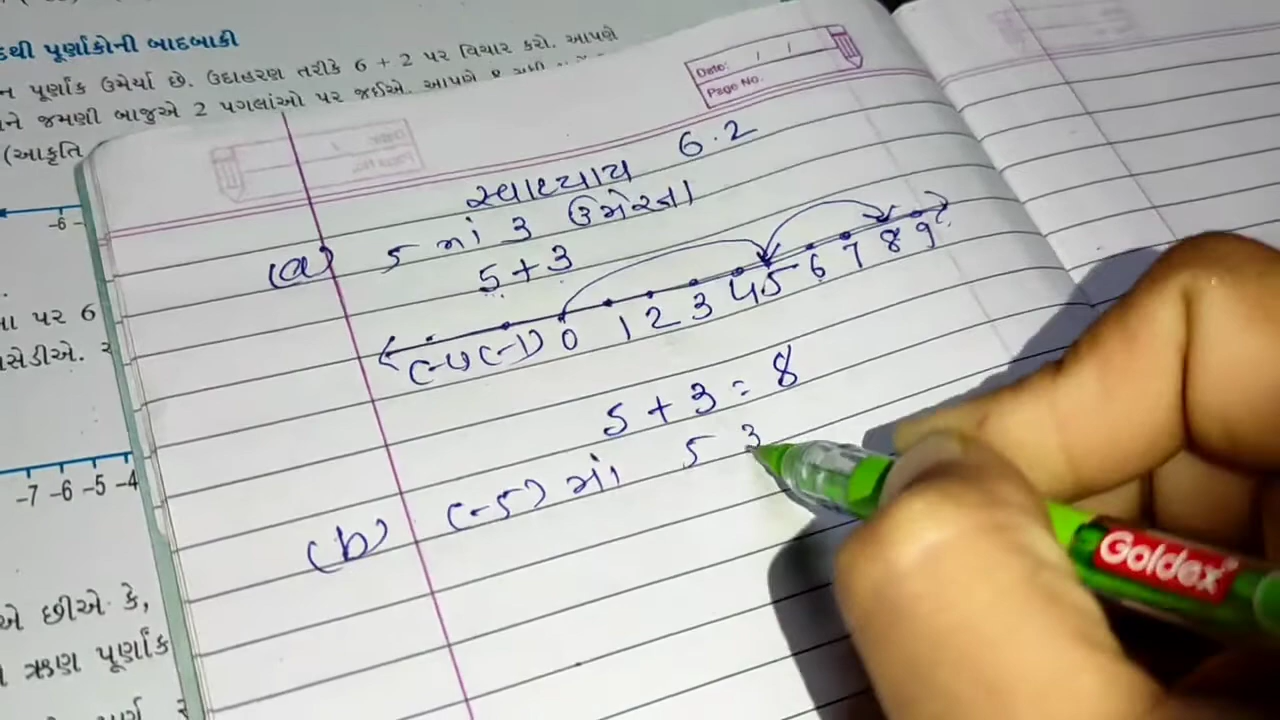 પૂર્ણાંકોની બાદબાકી
પૂર્ણાંક ઉમેર્યા છે. ઉદાહરણ તરીકે 6 + 2 પર વિચાર કરો. આપણે
જમણી બાજુએ 2 પગલાંઓ પર જઈએ. આપણે 8
(આકૃતિ
-6
પર 6
-7 -6 -5 -4
છીએ કે,
ઋણ પૂર્ણાંક
Date: / /
Page No.
સ્વાધ્યાય 6.2
(a) 5 માં 3 ઉમેરતા
5 + 3
(-1) 0 1 2 3 4 5 6 7 8 9
5 + 3 = 8
(b) (-5) માં 5 3
Goldex